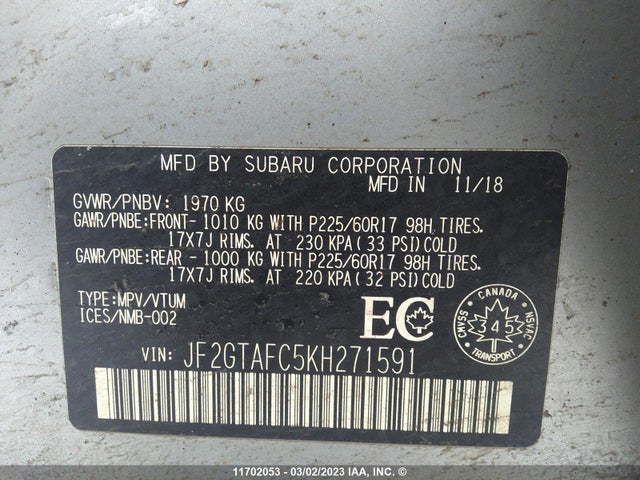 MFD BY SUBARU CORPORATION
MFD IN 11/18
GVWR/PNBV: 1970 KG
GAWR/PNBE:FRONT- 1010 KG WITH P225/60R17 98H TIRES.
17X7J RIMS. AT 230 KPA(33 PSI)COLD
GAWR/PNBE:REAR - 1000 KG WITH P225/60R17 98H TIRES.
17X7J RIMS. AT 220 KPA(32 PSI)COLD
TYPE:MPV/VTUM
ICES/NMB-002
EC
CANADA
CMVSS
345
NSVAC
TRANSPORT
VIN: JF2GTAFC5KH271591
11702053 - 03/02/2023 IAA, INC. ©